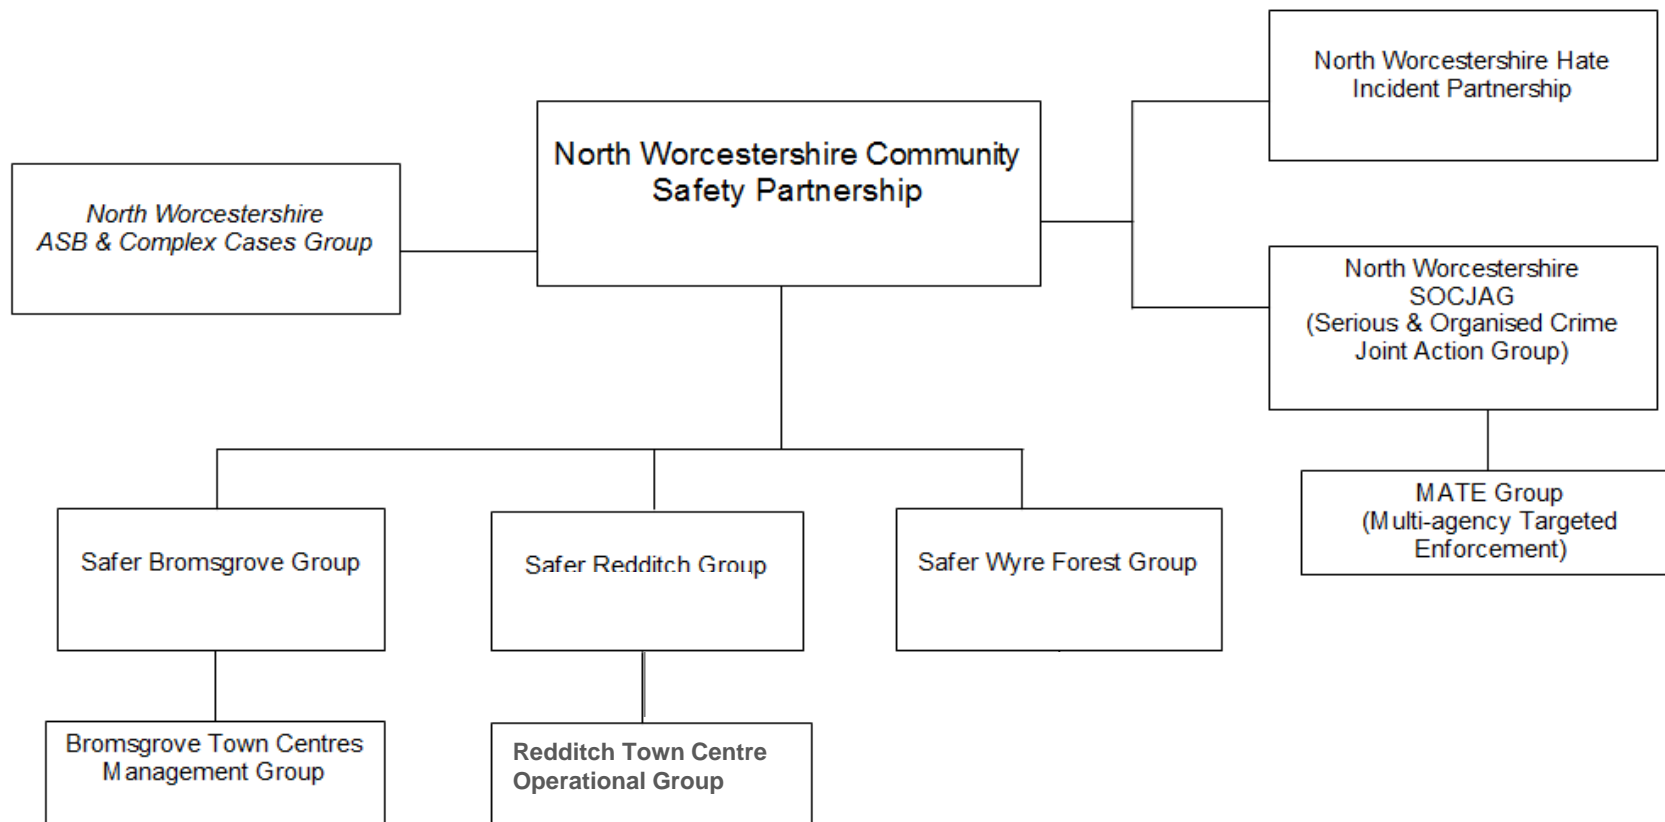 North Worcestershire Hate
Incident Partnership
North Worcestershire Community
Safety Partnership
North Worcestershire
ASB & Complex Cases Group
North Worcestershire
SOCJAG
(Serious & Organised Crime
Joint Action Group)
MATE Group
(Multi-agency Targeted
Enforcement)
Safer Bromsgrove Group
Safer Redditch Group
Safer Wyre Forest Group
Bromsgrove Town Centres
Management Group
Redditch Town Centre
Operational Group